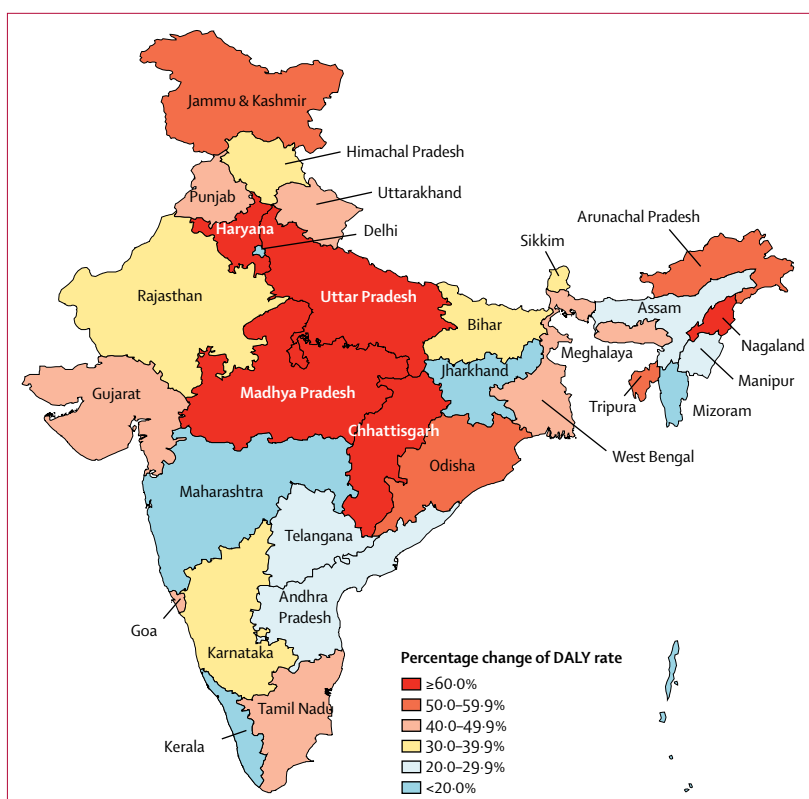 Jammu & Kashmir
Himachal Pradesh
Punjab
Uttarakhand
Haryana
Delhi
Arunachal Pradesh
Sikkim
Rajasthan
Uttar Pradesh
Assam
Bihar
Nagaland
Meghalaya
Jharkhand
Manipur
Gujarat
Madhya Pradesh
Tripura
Mizoram
Chhattisgarh
West Bengal
Odisha
Maharashtra
Telangana
Andhra
Pradesh
Goa
Karnataka
Tamil Nadu
Kerala
Percentage change of DALY rate
≥60·0%
50·0–59·9%
40·0–49·9%
30·0–39·9%
20·0–29·9%
<20·0%